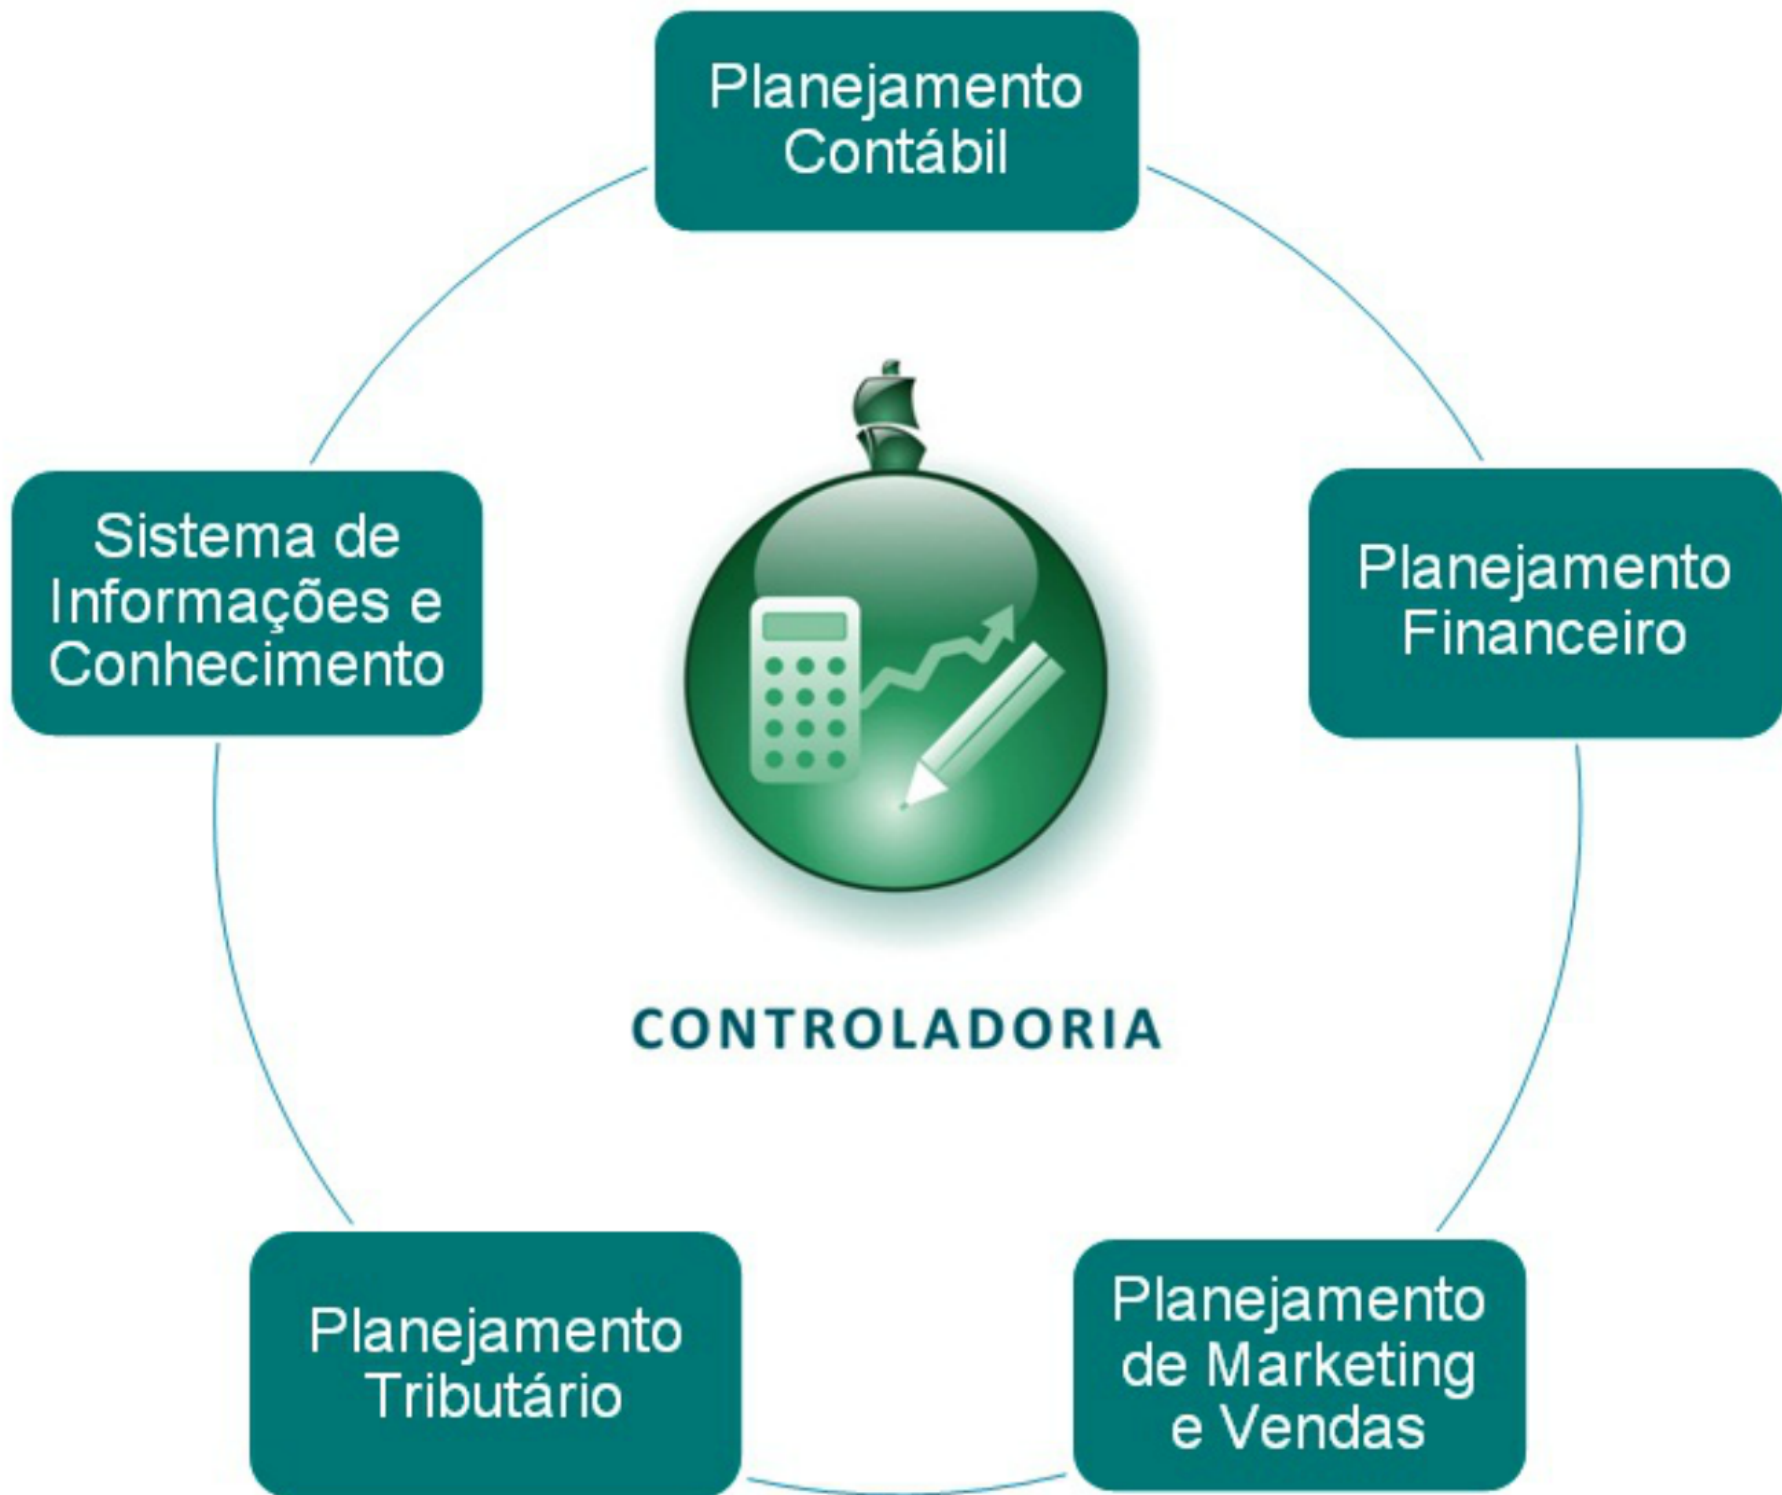 Planejamento
Contábil
Sistema de
Informações e
Conhecimento
Planejamento
Financeiro
CONTROLADORIA
Planejamento
Tributário
Planejamento
de Marketing
e Vendas